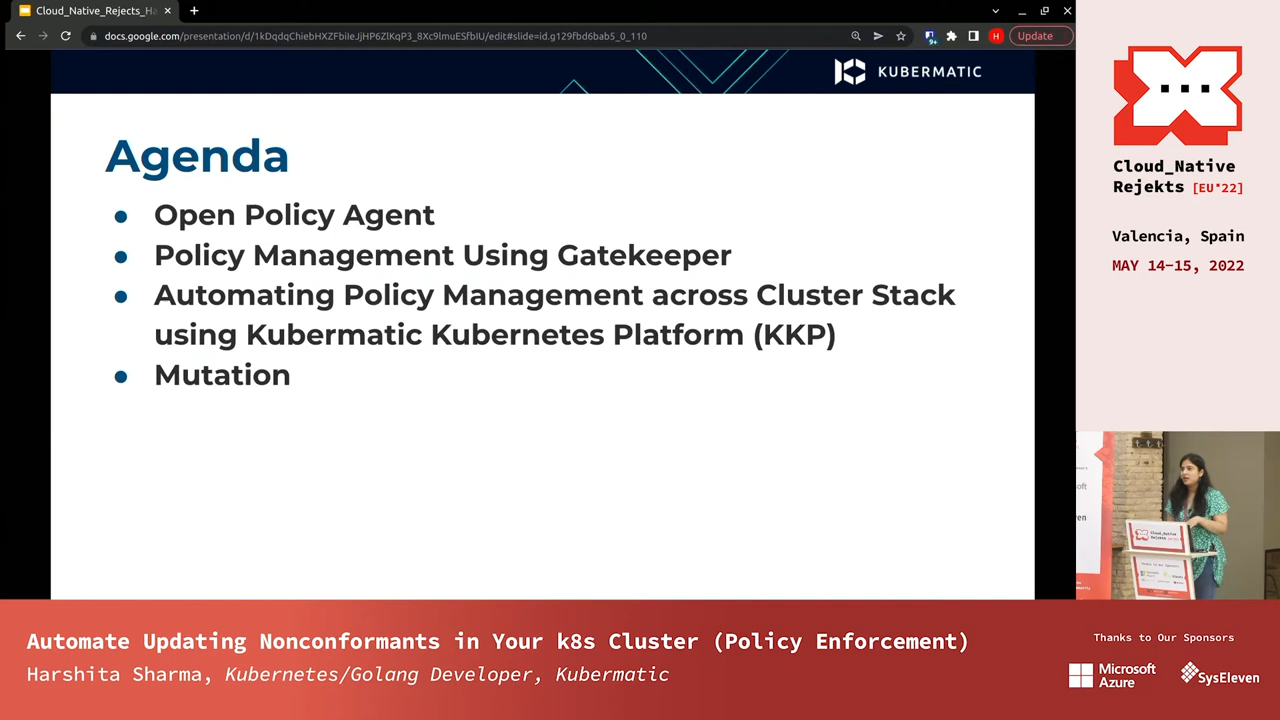 Cloud_Native_Rejects_Ha
docs.google.com/presentation/d/1kDqdqChiebHXZFbileJjHP6ZlKqP3_8Xc9lmuESfbIU/edit#slide=id.g129fbd6bab5_0_110
Update
KUBERMATIC
Agenda
● Open Policy Agent
● Policy Management Using Gatekeeper
● Automating Policy Management across Cluster Stack
using Kubermatic Kubernetes Platform (KKP)
● Mutation
Cloud_Native
Rejekts [EU*22]
Valencia, Spain
MAY 14-15, 2022
Automate Updating Nonconformants in Your k8s Cluster (Policy Enforcement)
Harshita Sharma, Kubernetes/Golang Developer, Kubermatic
Thanks to Our Sponsors
Microsoft
Azure
SysEleven